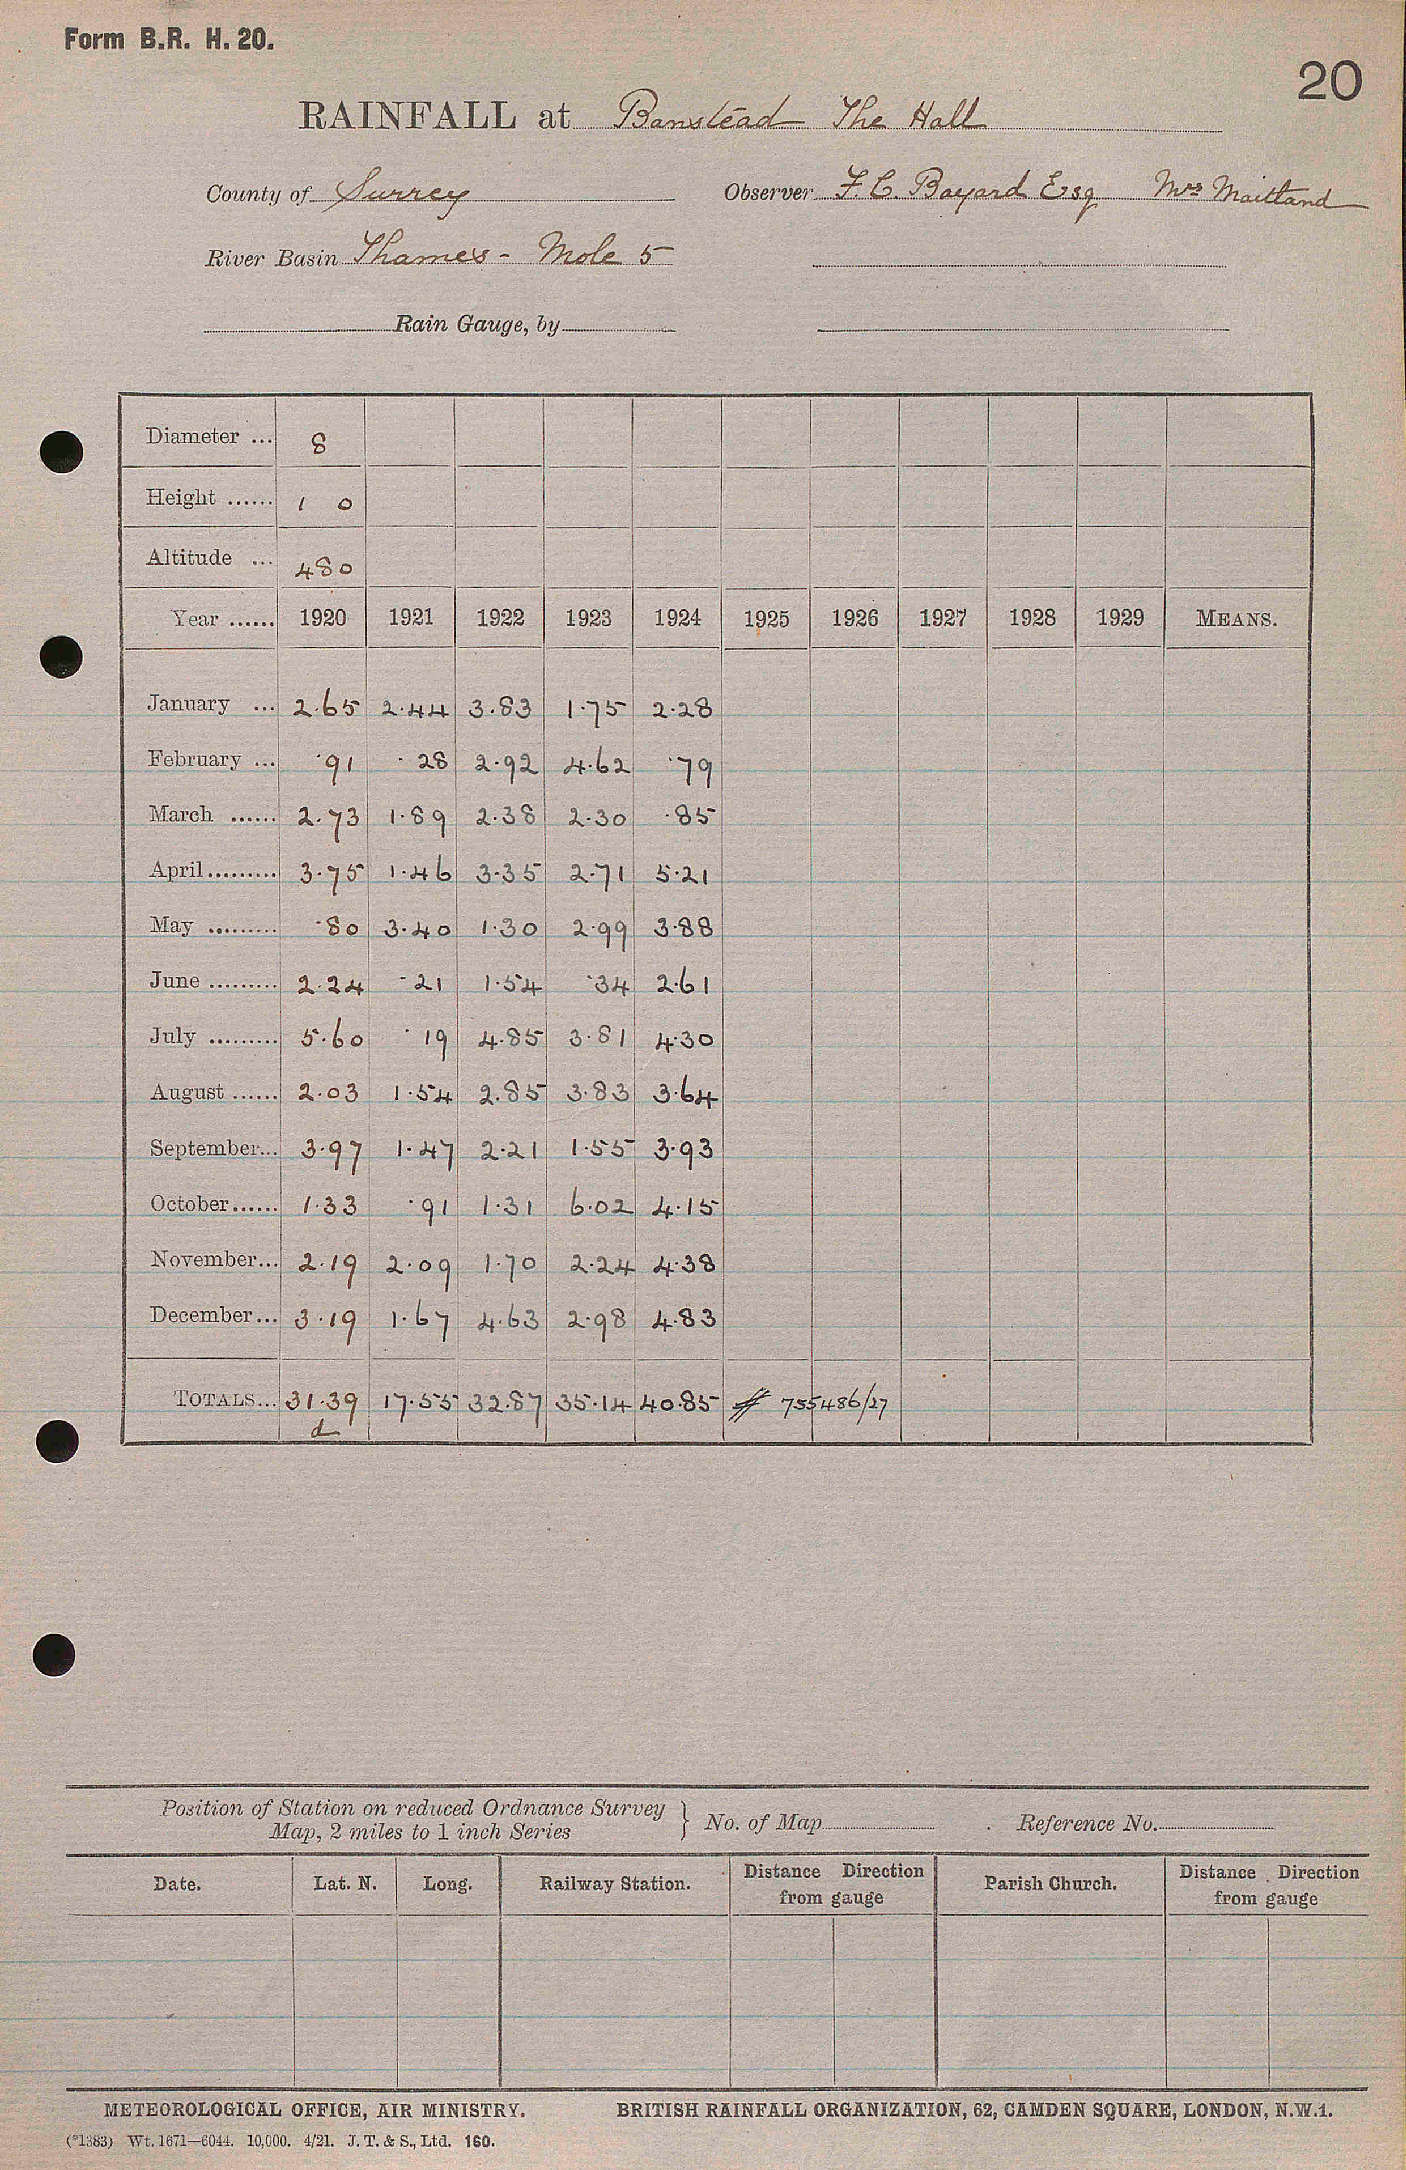 Form B.R. H. 20.
20
RAINFALL at Banstead The Hall
County of Surrey Observer F. C. Bayard Esq Mrs Maitland
River Basin Thames - Mole 5
Rain Gauge, by
Diameter ... 8
Height ...... 1 0
Altitude ... 480
Year ...... 1920 1921 1922 1923 1924 1925 1926 1927 1928 1929 MEANS.
January ... 2.65 2.44 3.83 1.75 2.28
February ... .91 .28 2.92 4.62 .79
March ...... 2.73 1.89 2.38 2.30 .85
April ......... 3.75 1.46 3.35 2.71 5.21
May ......... .80 3.40 1.30 2.99 3.88
June ......... 2.24 .21 1.54 .34 2.61
July ......... 5.60 .19 4.85 3.81 4.30
August ...... 2.03 1.54 2.85 3.83 3.64
September... 3.97 1.47 2.21 1.55 3.93
October...... 1.33 .91 1.31 6.02 4.15
November... 2.19 2.09 1.70 2.24 4.38
December... 3.19 1.67 4.63 2.98 4.83
TOTALS... 31.39 17.55 32.87 35.14 40.85 735486/27
d
Position of Station on reduced Ordnance Survey
Map, 2 miles to 1 inch Series } No. of Map Reference No.
Date. Lat. N. Long. Railway Station. Distance Direction from gauge Parish Church. Distance Direction from gauge
METEOROLOGICAL OFFICE, AIR MINISTRY. BRITISH RAINFALL ORGANIZATION, 62, CAMDEN SQUARE, LONDON, N.W.1.
(*1383) Wt. 1671—6044. 10,000. 4/21. J. T. & S., Ltd. 160.